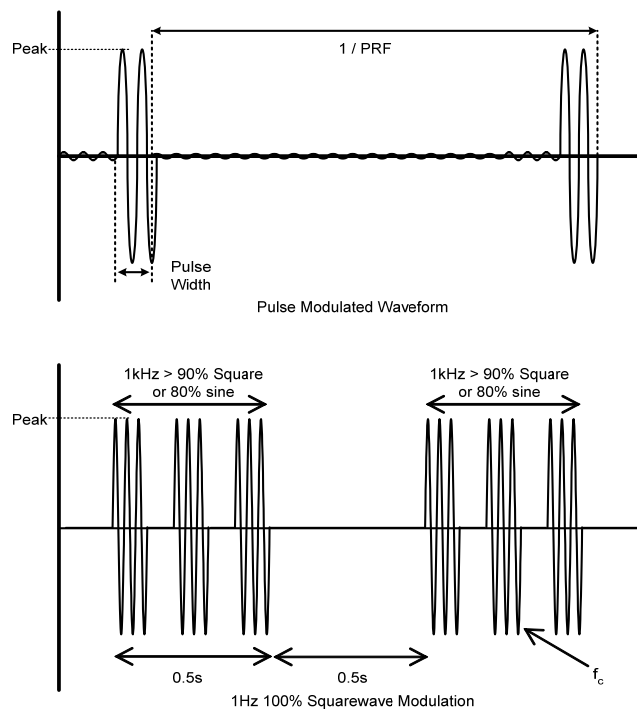 Peak
1 / PRF
Pulse
Width
Pulse Modulated Waveform
1kHz > 90% Square
or 80% sine
1kHz > 90% Square
or 80% sine
Peak
0.5s
0.5s
fc
1Hz 100% Squarewave Modulation